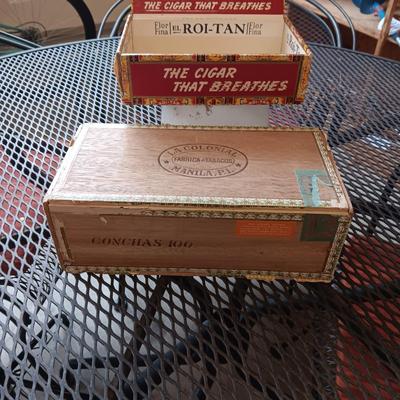 THE CIGAR THAT BREATHES
Flor Fina EL ROI-TAN Flor Fina
THE CIGAR
THAT BREATHES
LA COLONIAL
FABRICA DE TABACOS
MANILA, P.I.
CONCHAS 100